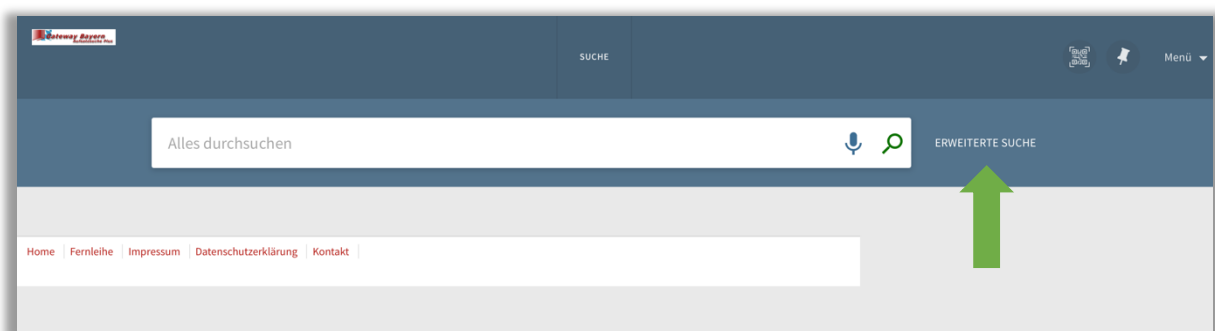 Gateway Bayern
SUCHE
Menü
Alles durchsuchen
ERWEITERTE SUCHE
Home
Fernleihe
Impressum
Datenschutzerklärung
Kontakt